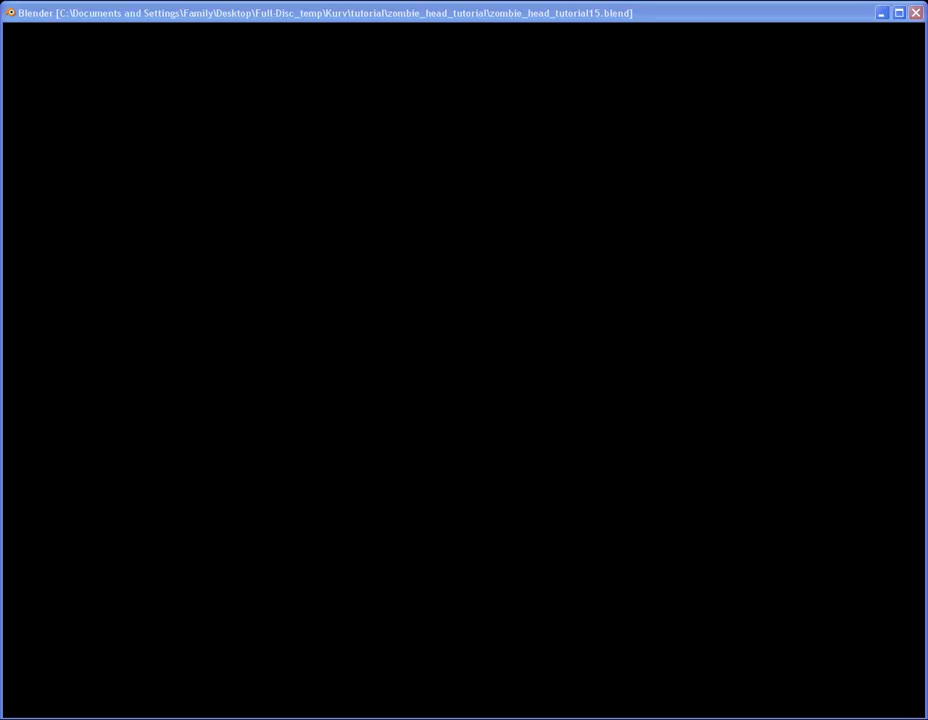 Blender [C:\Documents and Settings\Family\Desktop\Full-Disc_temp\Kurv\tutorial\zombie_head_tutorial\zombie_head_tutorial15.blend]